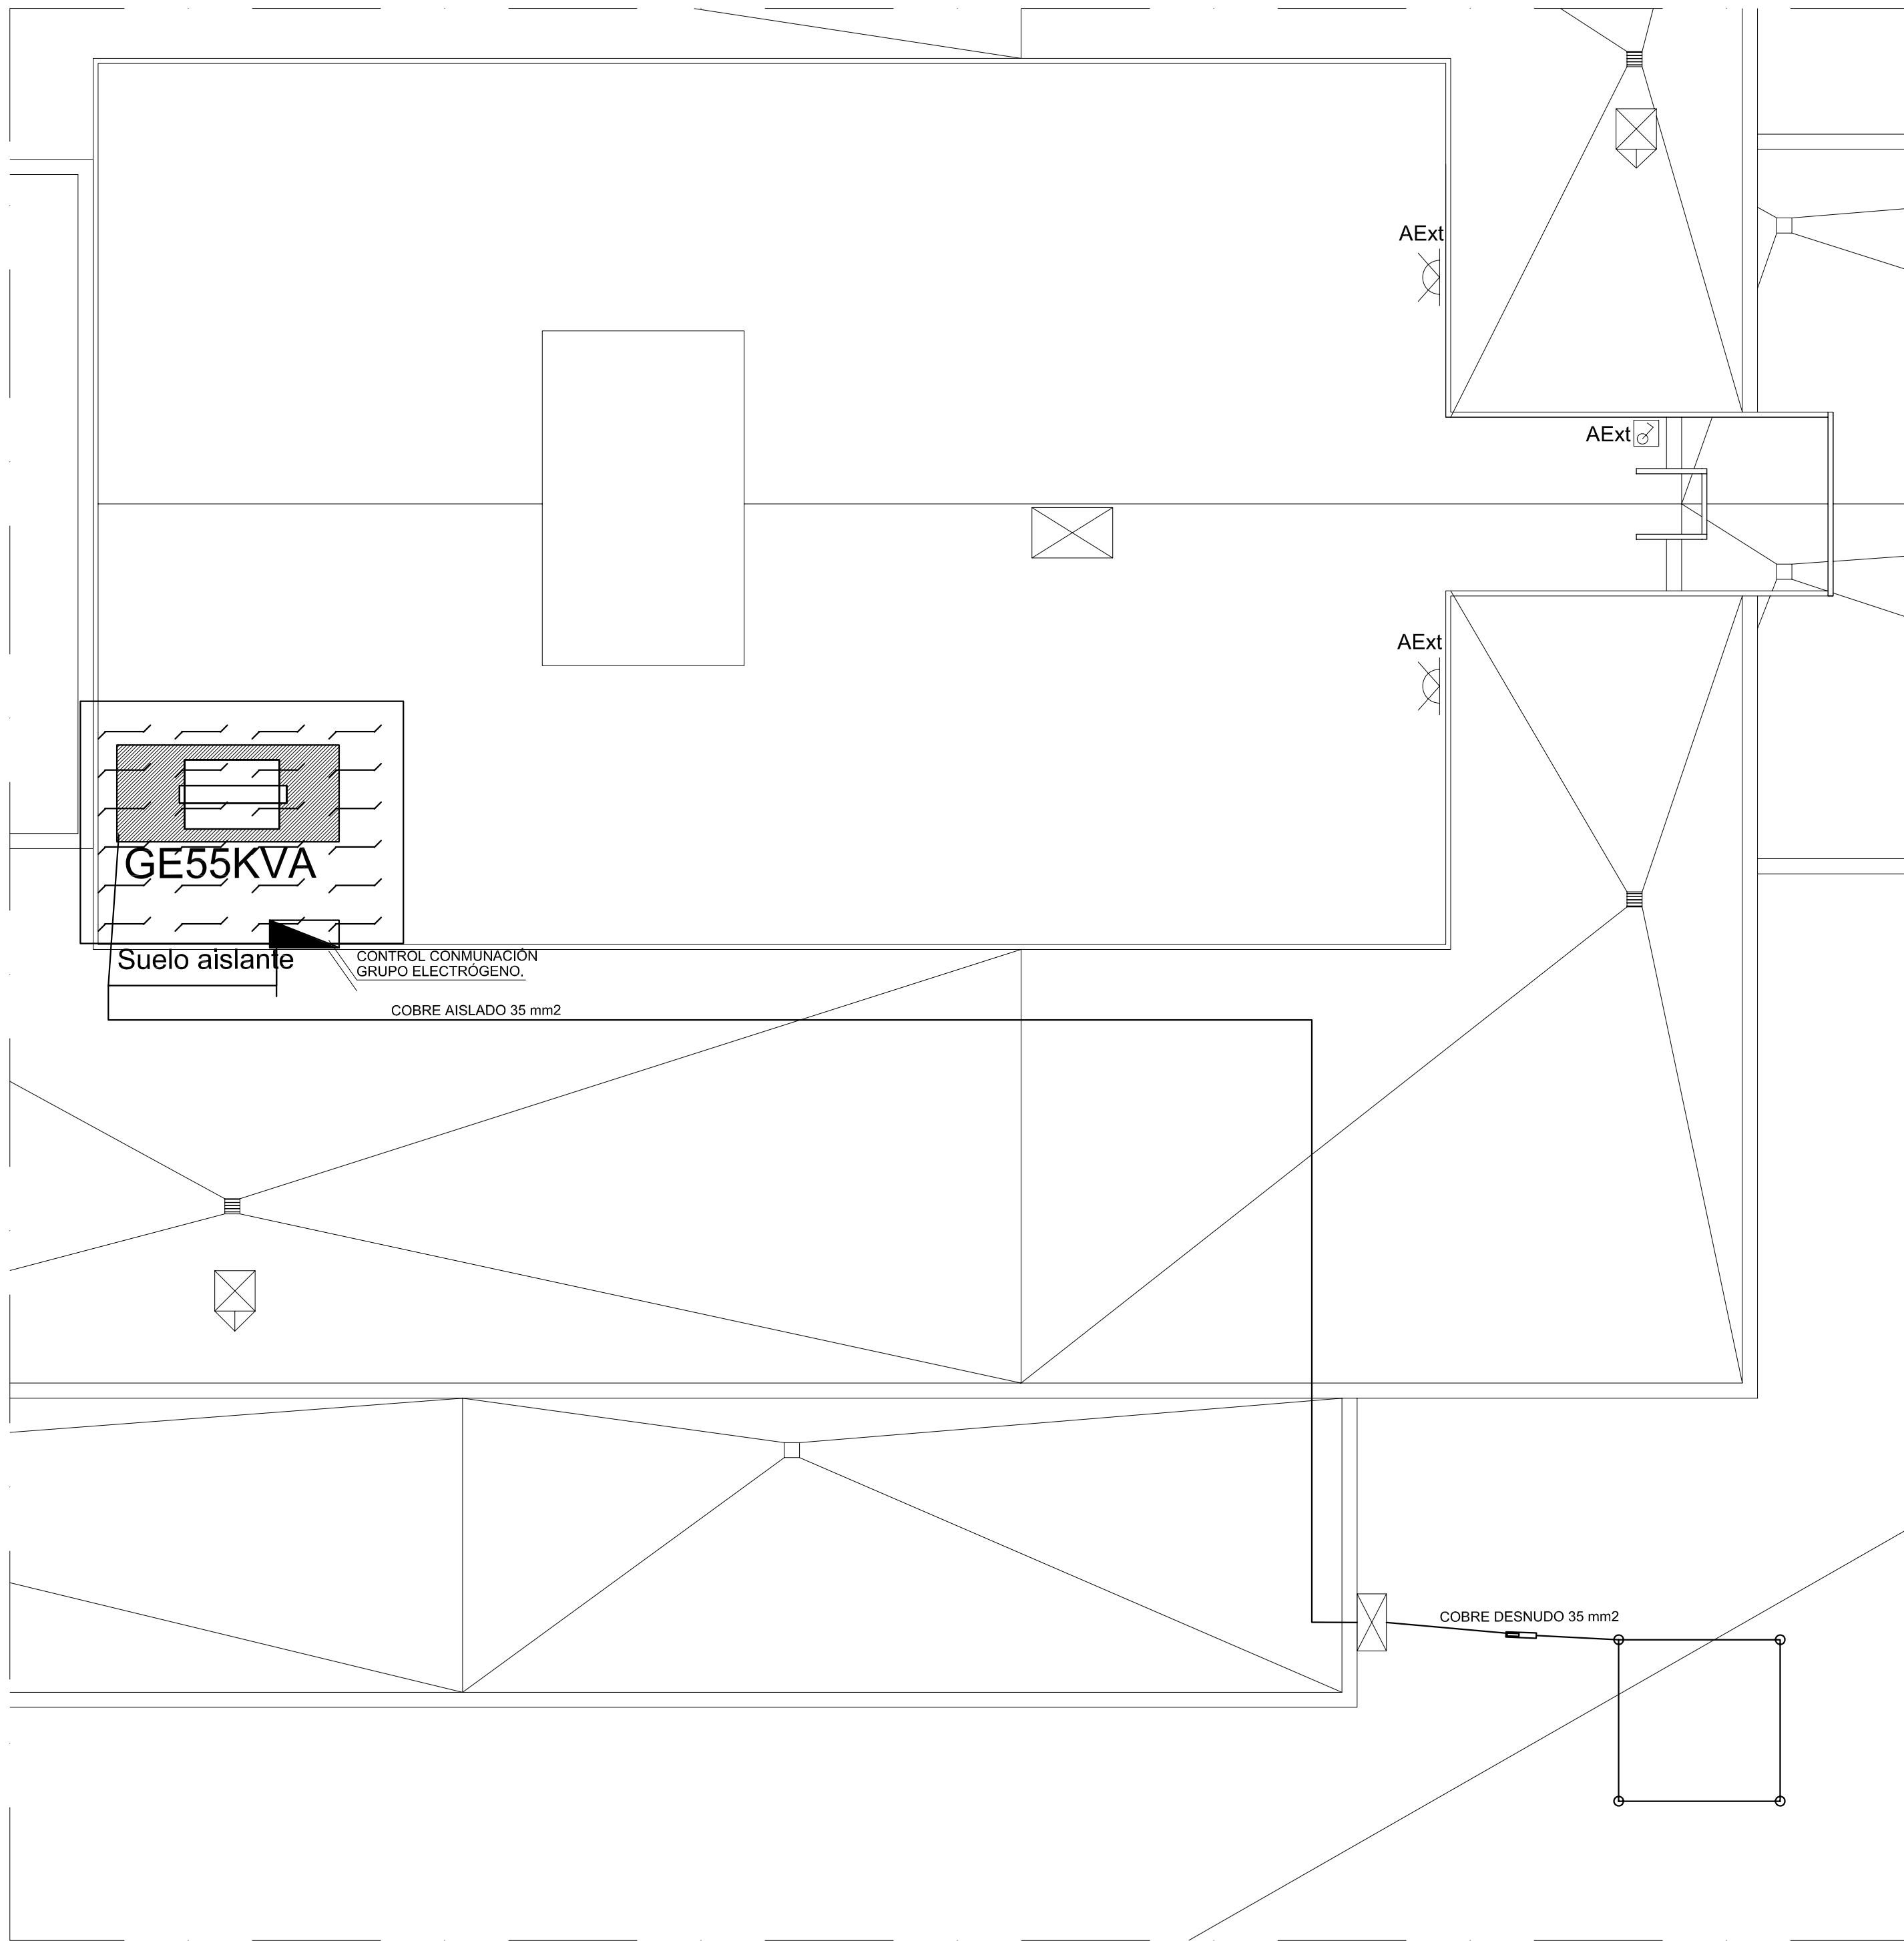 AExt
AExt
AExt
GE55KVA
Suelo aislante
CONTROL CONMUNACIÓN
GRUPO ELECTRÓGENO.
COBRE AISLADO 35 mm2
COBRE DESNUDO 35 mm2